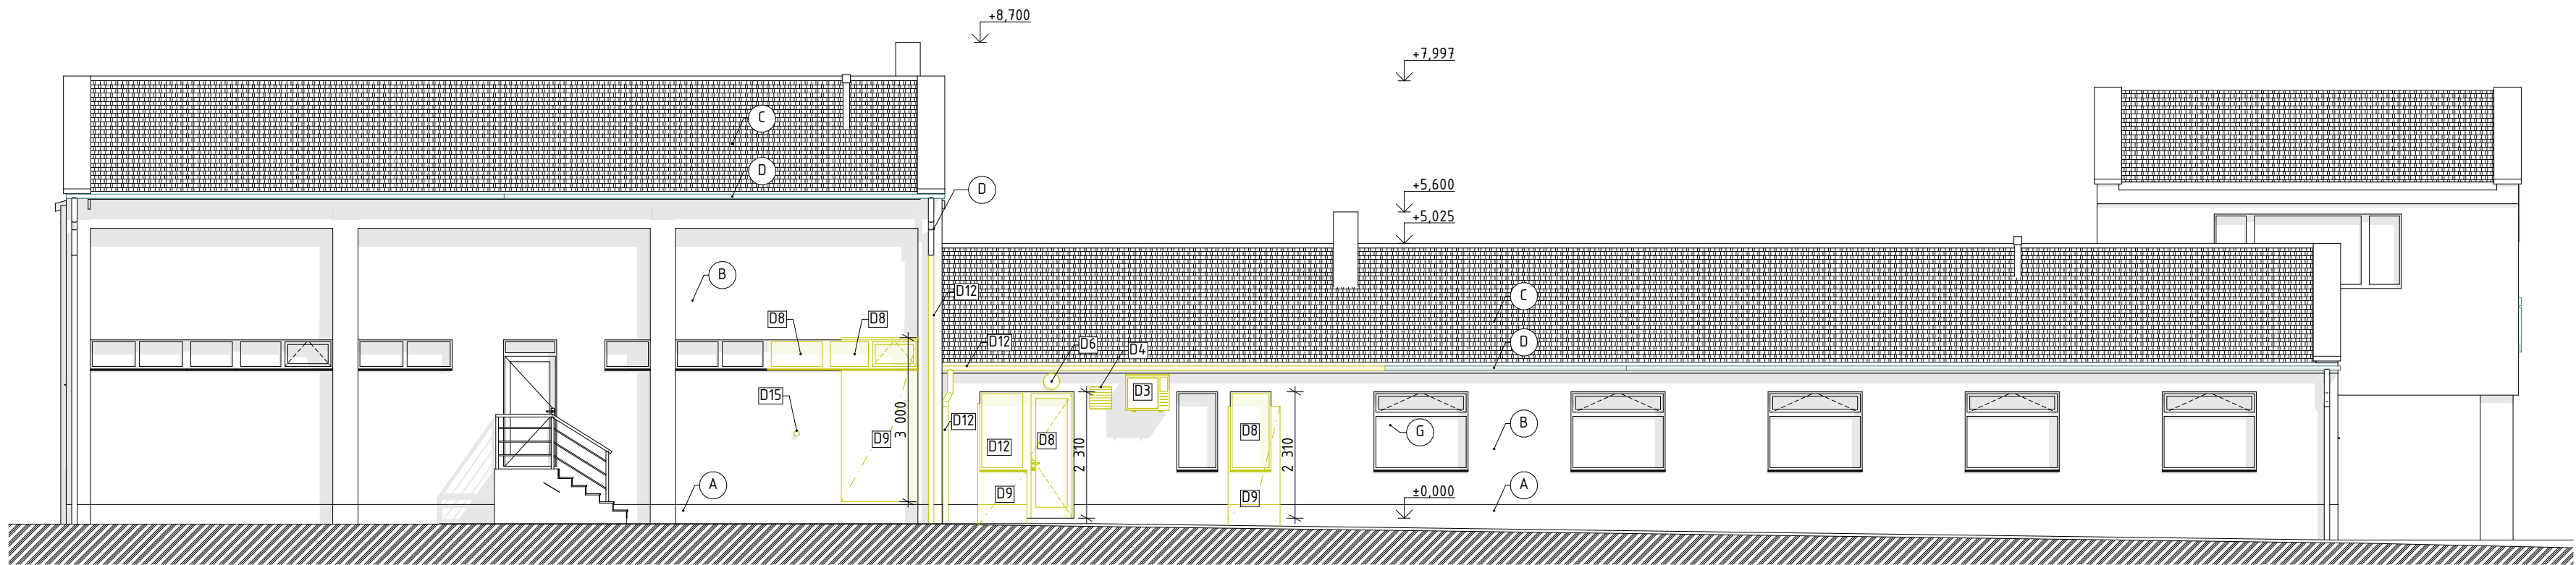 +8,700
+7,997
C
D
D
+5,600
+5,025
B
D12
C
D8
D8
D12
D6
D4
D
D15
D3
3 000
D9
D12
D12
D8
2 310
D8
2 310
G
B
A
D9
D9
±0,000
A